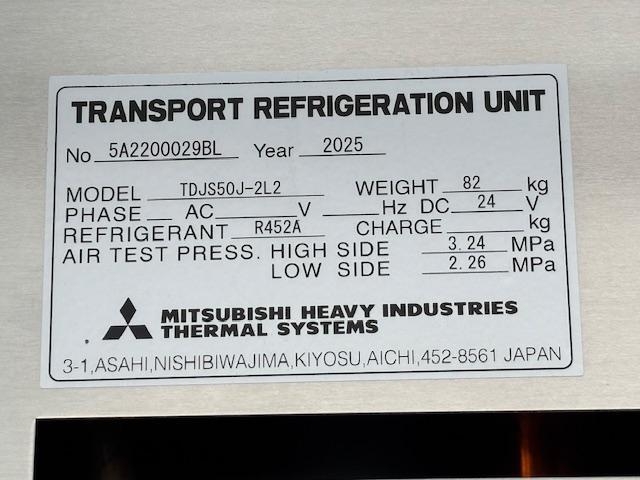 TRANSPORT REFRIGERATION UNIT
No 5A2200029BL Year 2025
MODEL TDJS50J-2L2 WEIGHT 82 kg
PHASE AC V Hz DC 24 V
REFRIGERANT R452A CHARGE kg
AIR TEST PRESS. HIGH SIDE 3.24 MPa
LOW SIDE 2.26 MPa
MITSUBISHI HEAVY INDUSTRIES
THERMAL SYSTEMS
3-1,ASAHI,NISHIBIWAJIMA,KIYOSU,AICHI,452-8561 JAPAN